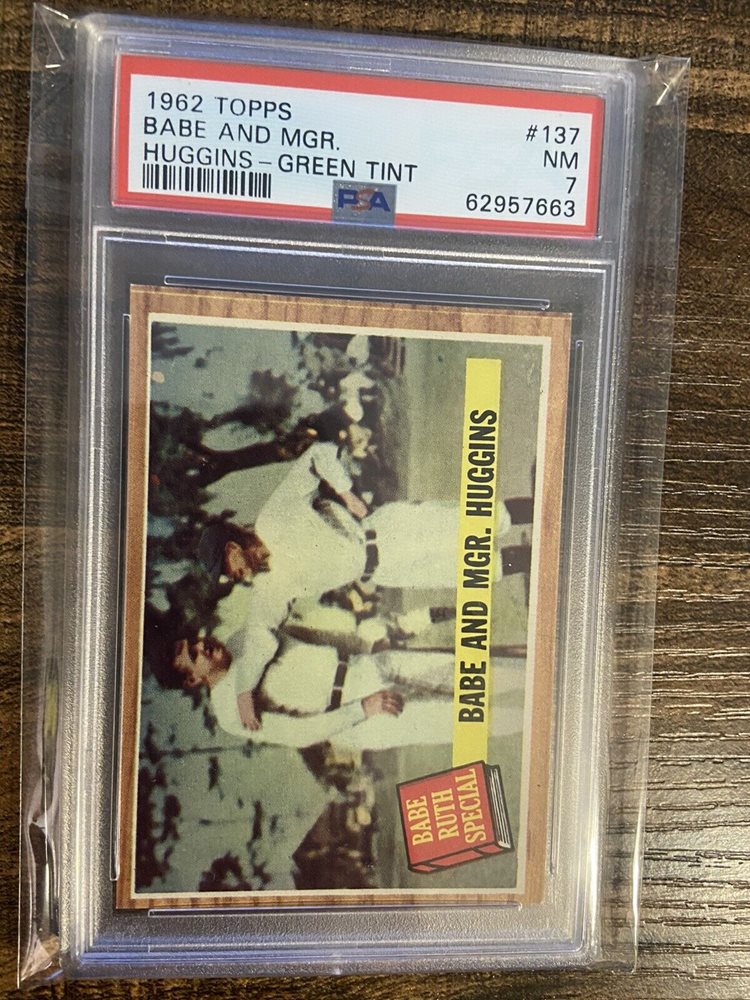 1962 TOPPS
BABE AND MGR.
HUGGINS – GREEN TINT
#137
NM
7
PSA
62957663
BABE AND MGR. HUGGINS
BABE
RUTH
SPECIAL